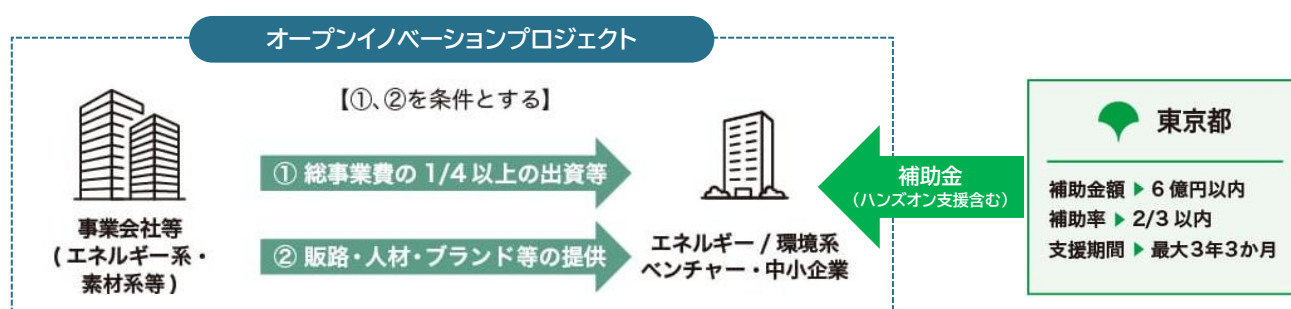 オープンイノベーションプロジェクト
【①、②を条件とする】
① 総事業費の 1/4 以上の出資等
② 販路・人材・ブランド等の提供
事業会社等
( エネルギー系・
素材系等 )
エネルギー / 環境系
ベンチャー・中小企業
補助金
（ハンズオン支援含む）
東京都
補助金額 ▶ 6 億円以内
補助率 ▶ 2/3 以内
支援期間 ▶ 最大3年3か月